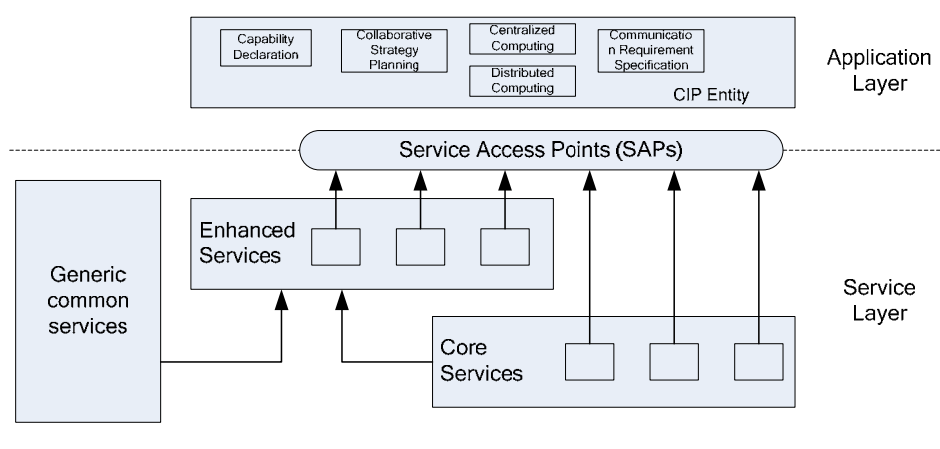 Capability
Declaration
Collaborative
Strategy
Planning
Centralized
Computing
Distributed
Computing
Communicatio
n Requirement
Specification
CIP Entity
Application
Layer
Service Access Points (SAPs)
Generic
common
services
Enhanced
Services
Core
Services
Service
Layer